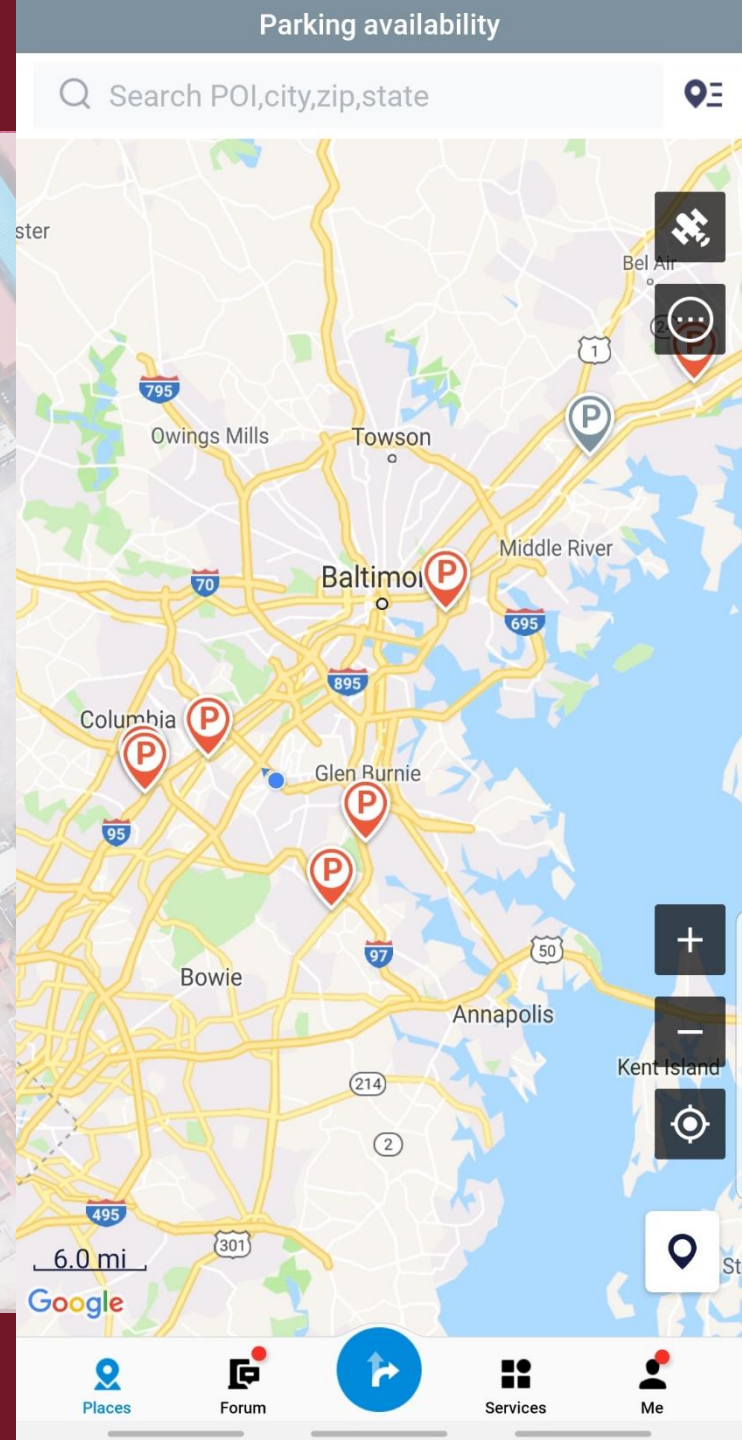 Parking availability
Search POI,city,zip,state
ster
Bel Air
24
P
1
795
P
Owings Mills
Towson
Middle River
70
Baltimo
P
695
895
Columbia
P
P
Glen Burnie
P
95
P
97
50
Bowie
Annapolis
Kent Island
214
2
495
301
6.0 mi
St
Google
Places
Forum
Services
Me